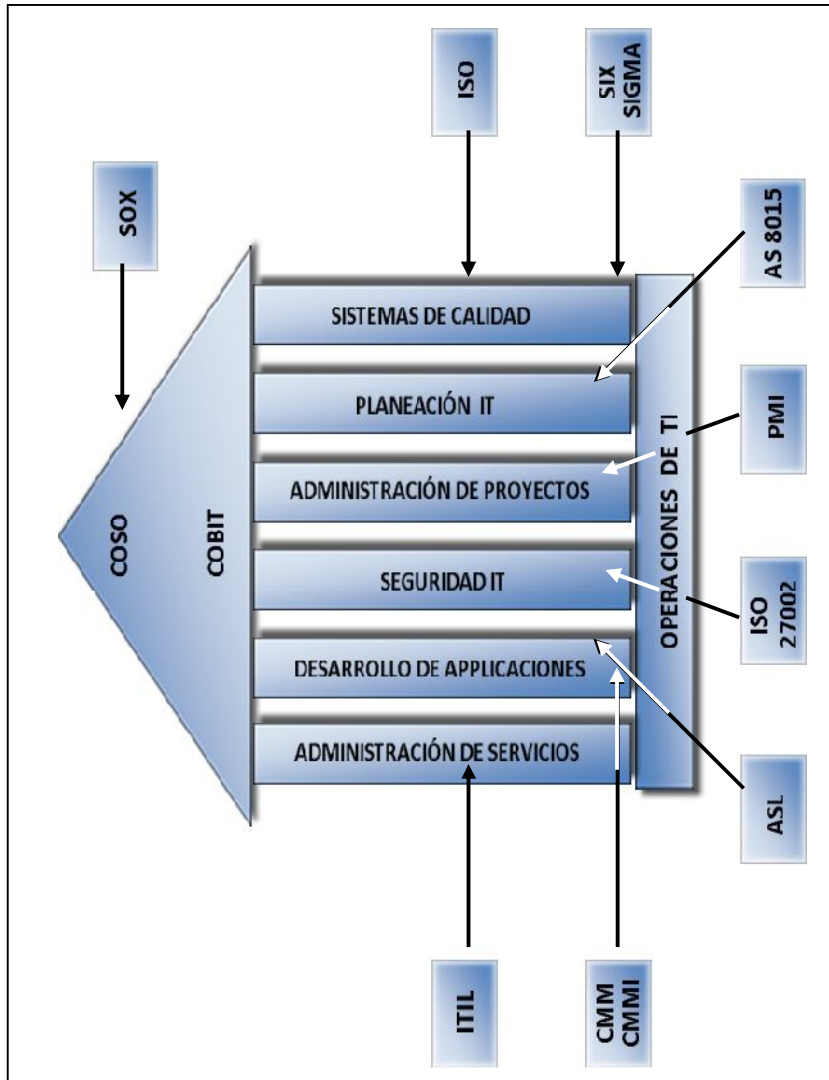 SOX
COSO
COBIT
ISO
SIX
SIGMA
ITIL
CMM
CMMI
ADMINISTRACIÓN DE SERVICIOS
DESARROLLO DE APPLICACIONES
SEGURIDAD IT
ADMINISTRACIÓN DE PROYECTOS
PLANEACIÓN IT
SISTEMAS DE CALIDAD
OPERACIONES DE TI
ASL
ISO
27002
PMI
AS 8015